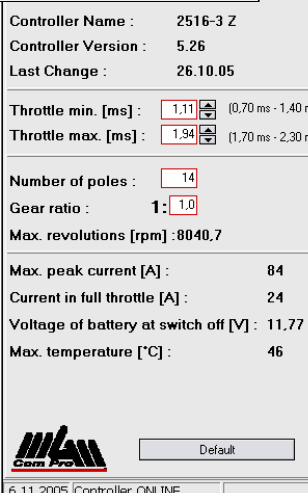 Controller Name : 2516-3 Z
Controller Version : 5.26
Last Change : 26.10.05
Throttle min. [ms] : 1,11 (0,70 ms - 1,40
Throttle max. [ms] : 1,94 (1,70 ms - 2,30
Number of poles : 14
Gear ratio : 1: 1,0
Max. revolutions [rpm] :8040,7
Max. peak current [A] : 84
Current in full throttle [A] : 24
Voltage of battery at switch off [V] : 11,77
Max. temperature [°C] : 46
Com Pro
Default
6.11.2005 Controller ONLINE